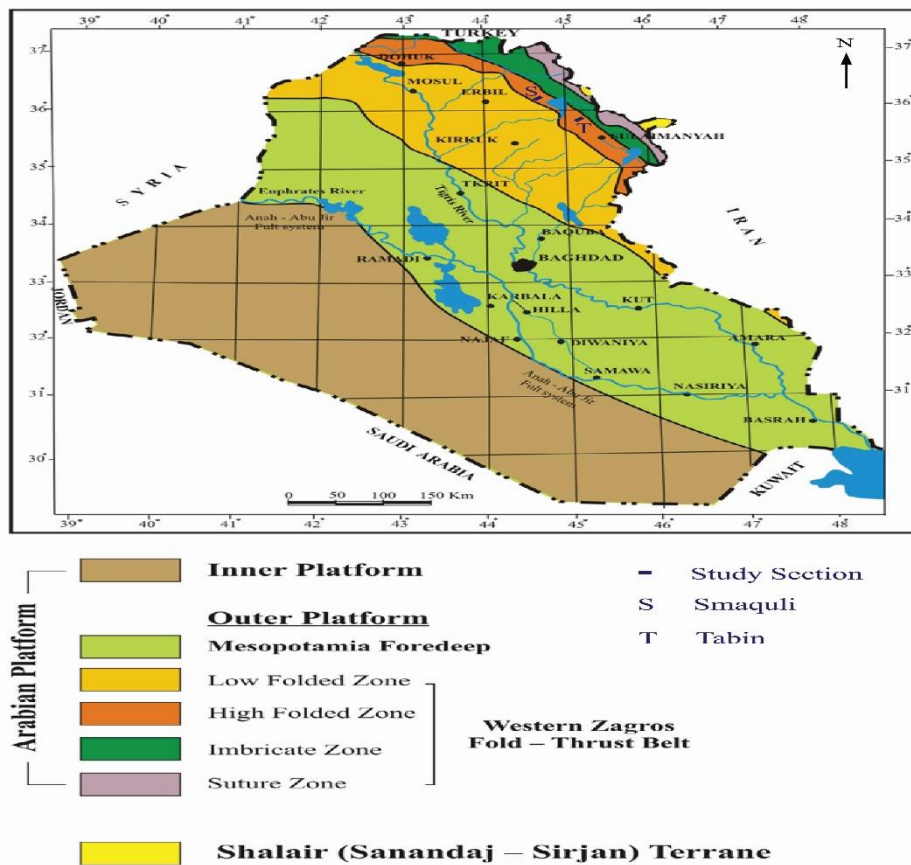 39° 40° 41° 42° 43° 44° 45° 46° 47° 48
TURKEY
N
37°
37°
DOHUK
MOSUL
S
ERBIL
36°
36°
T
SULAIMANYAH
KIRKUK
35°
35°
SYRIA
TKRIT
Euphrates River
Tigris River
IRAN
34°
34°
Anah - Abu Jir
Fult system
BAQUBA
RAMADI
BAGHDAD
33°
33°
JORDAN
KARBALA
KUT
HILLA
32°
32°
NAJAF
DIWANIYA
AMARA
SAMAWA
31°
31°
Anah - Abu Jir
Fult system
NASIRIYA
BASRAH
30°
30°
SAUDI ARABIA
KUWAIT
0 50 100 150 Km
39° 40° 41° 42° 43° 44° 45° 46° 47° 48
Arabian Platform
Inner Platform
Outer Platform
Mesopotamia Foredeep
Low Folded Zone
High Folded Zone
Imbricate Zone
Suture Zone
Western Zagros
Fold – Thrust Belt
Shalair (Sanandaj – Sirjan) Terrane
- Study Section
S Smaquli
T Tabin